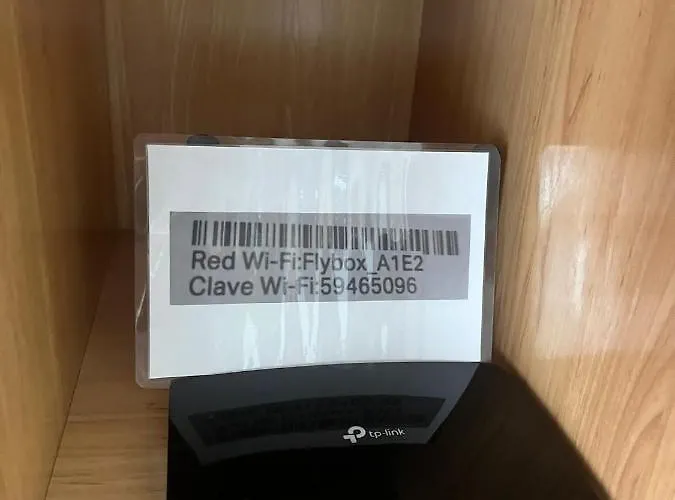 Red Wi-Fi:Flybox_A1E2
Clave Wi-Fi:59465096
tp-link